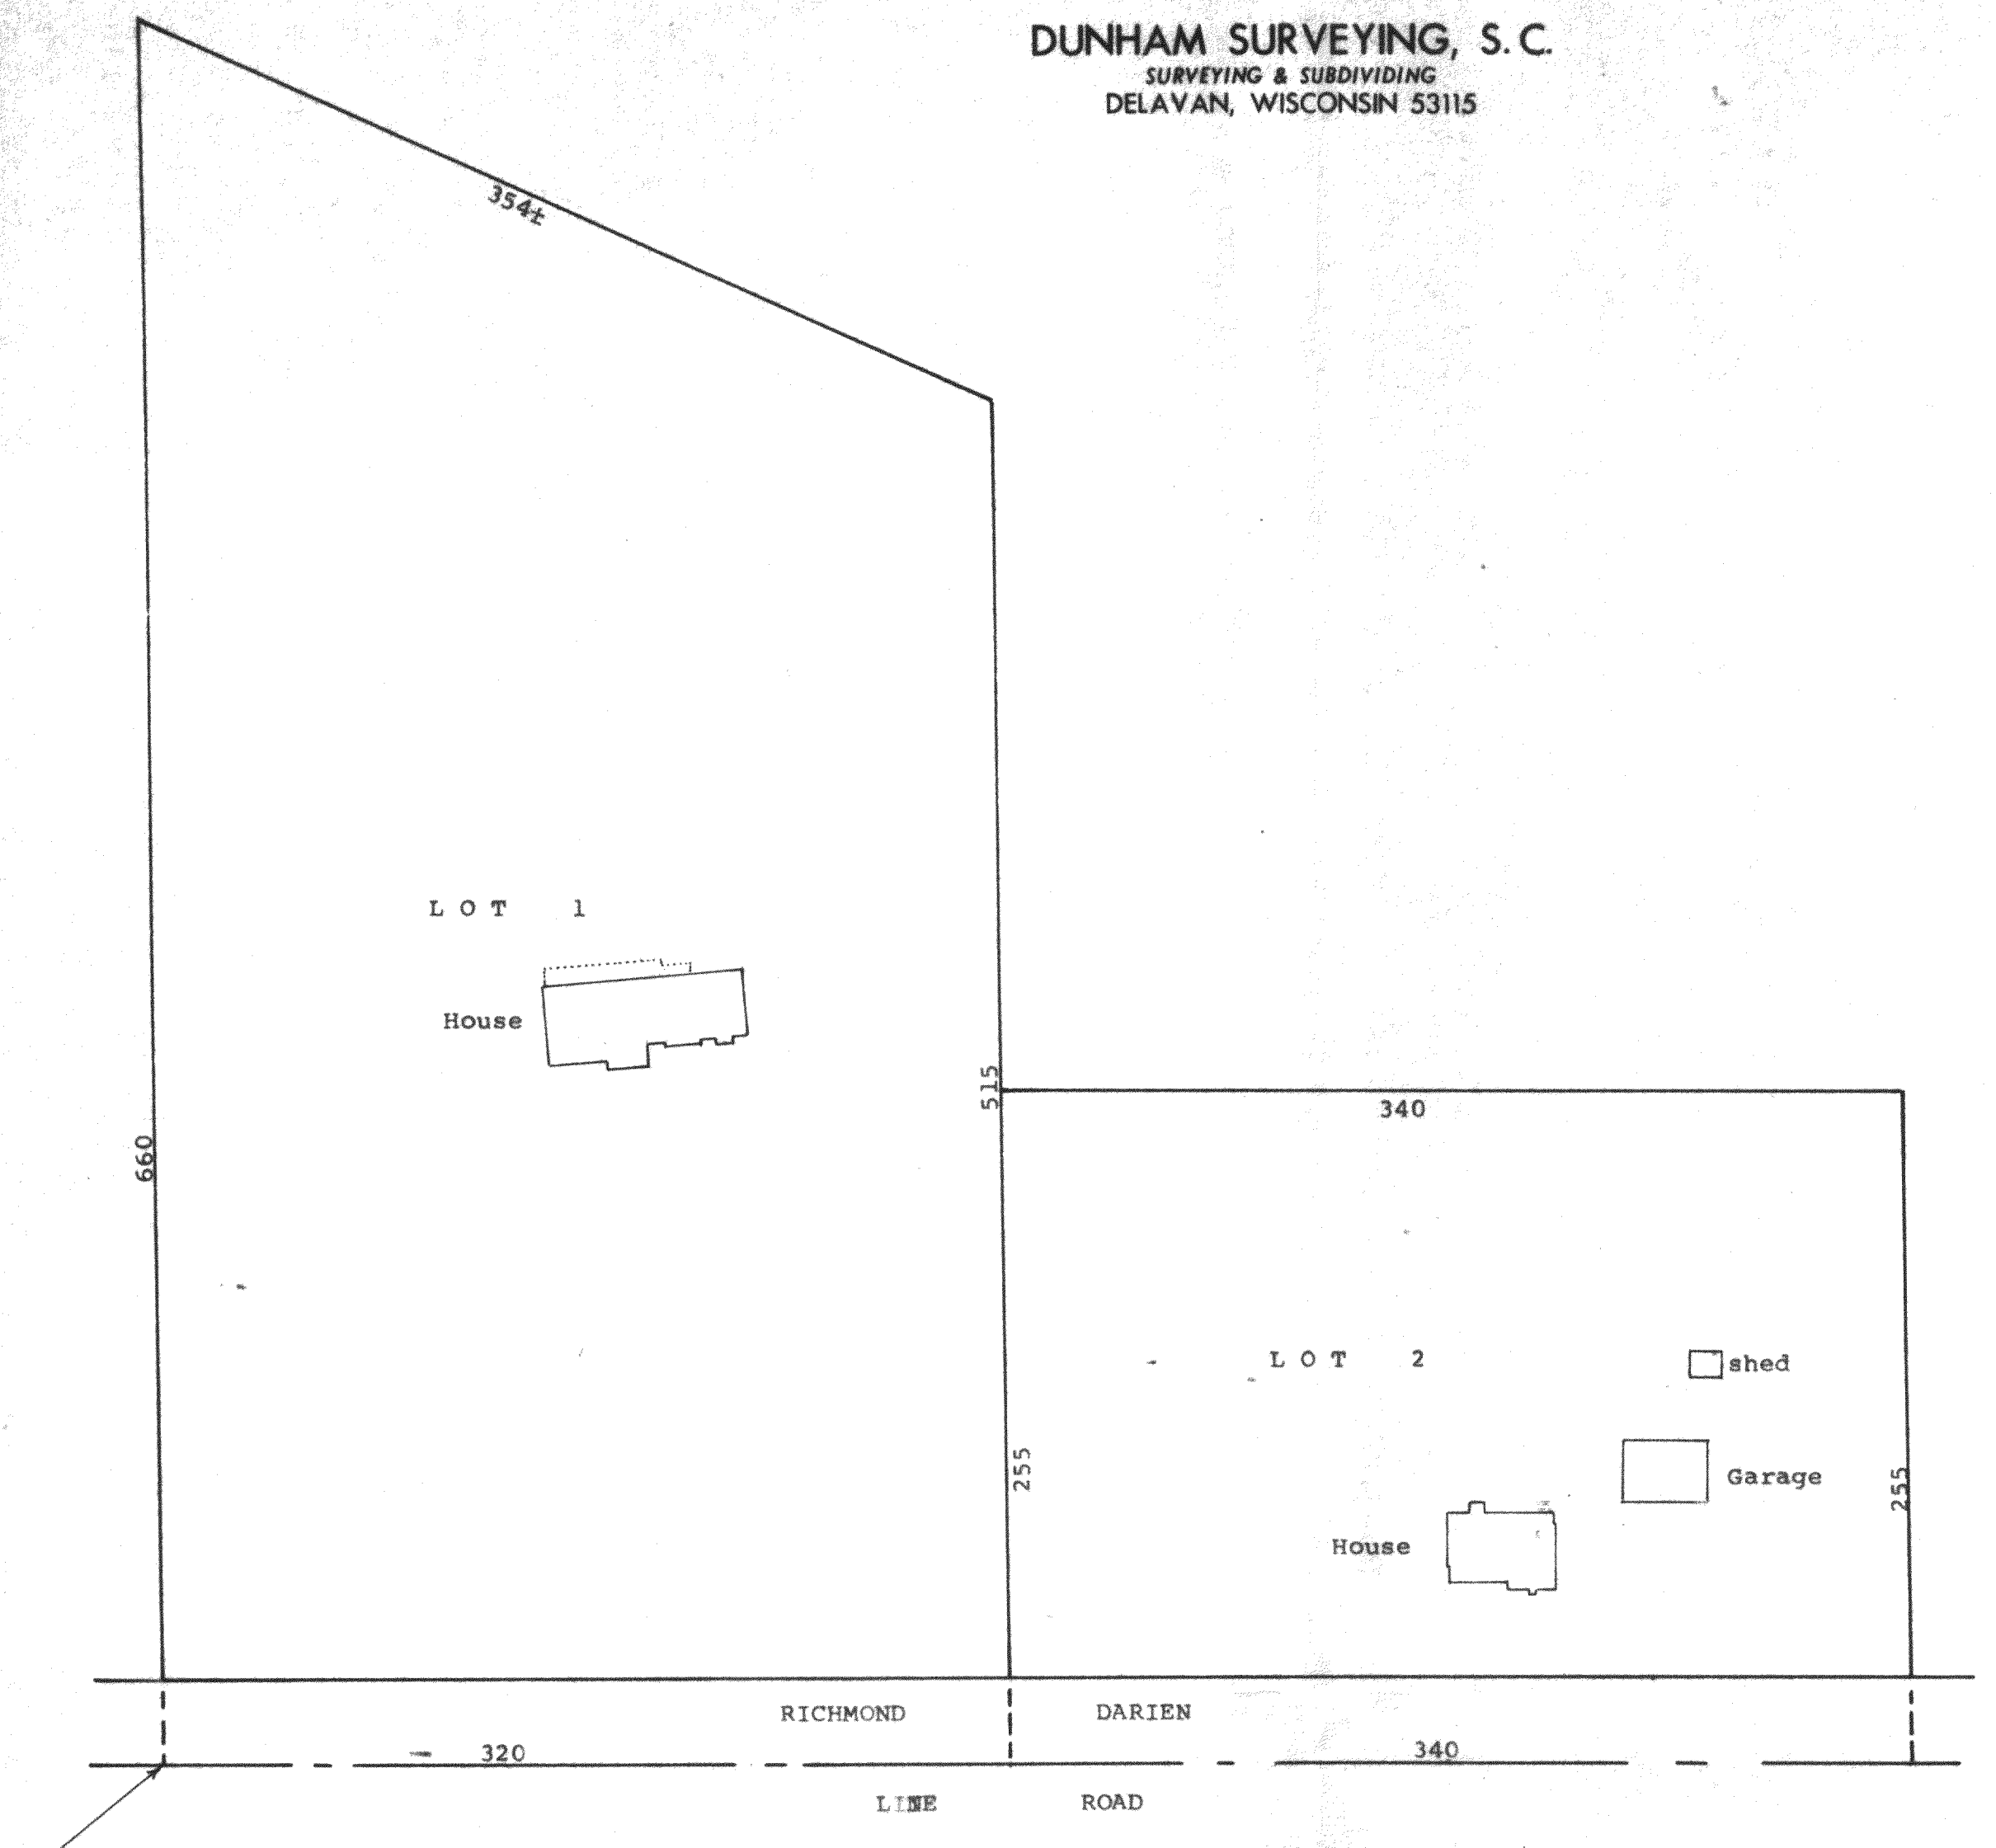 DUNHAM SURVEYING, S. C.
SURVEYING & SUBDIVIDING
DELAVAN, WISCONSIN 53115
354±
LOT 1
House
515
340
660
LOT 2
shed
255
Garage
255
House
RICHMOND DARIEN
320
340
LINE ROAD